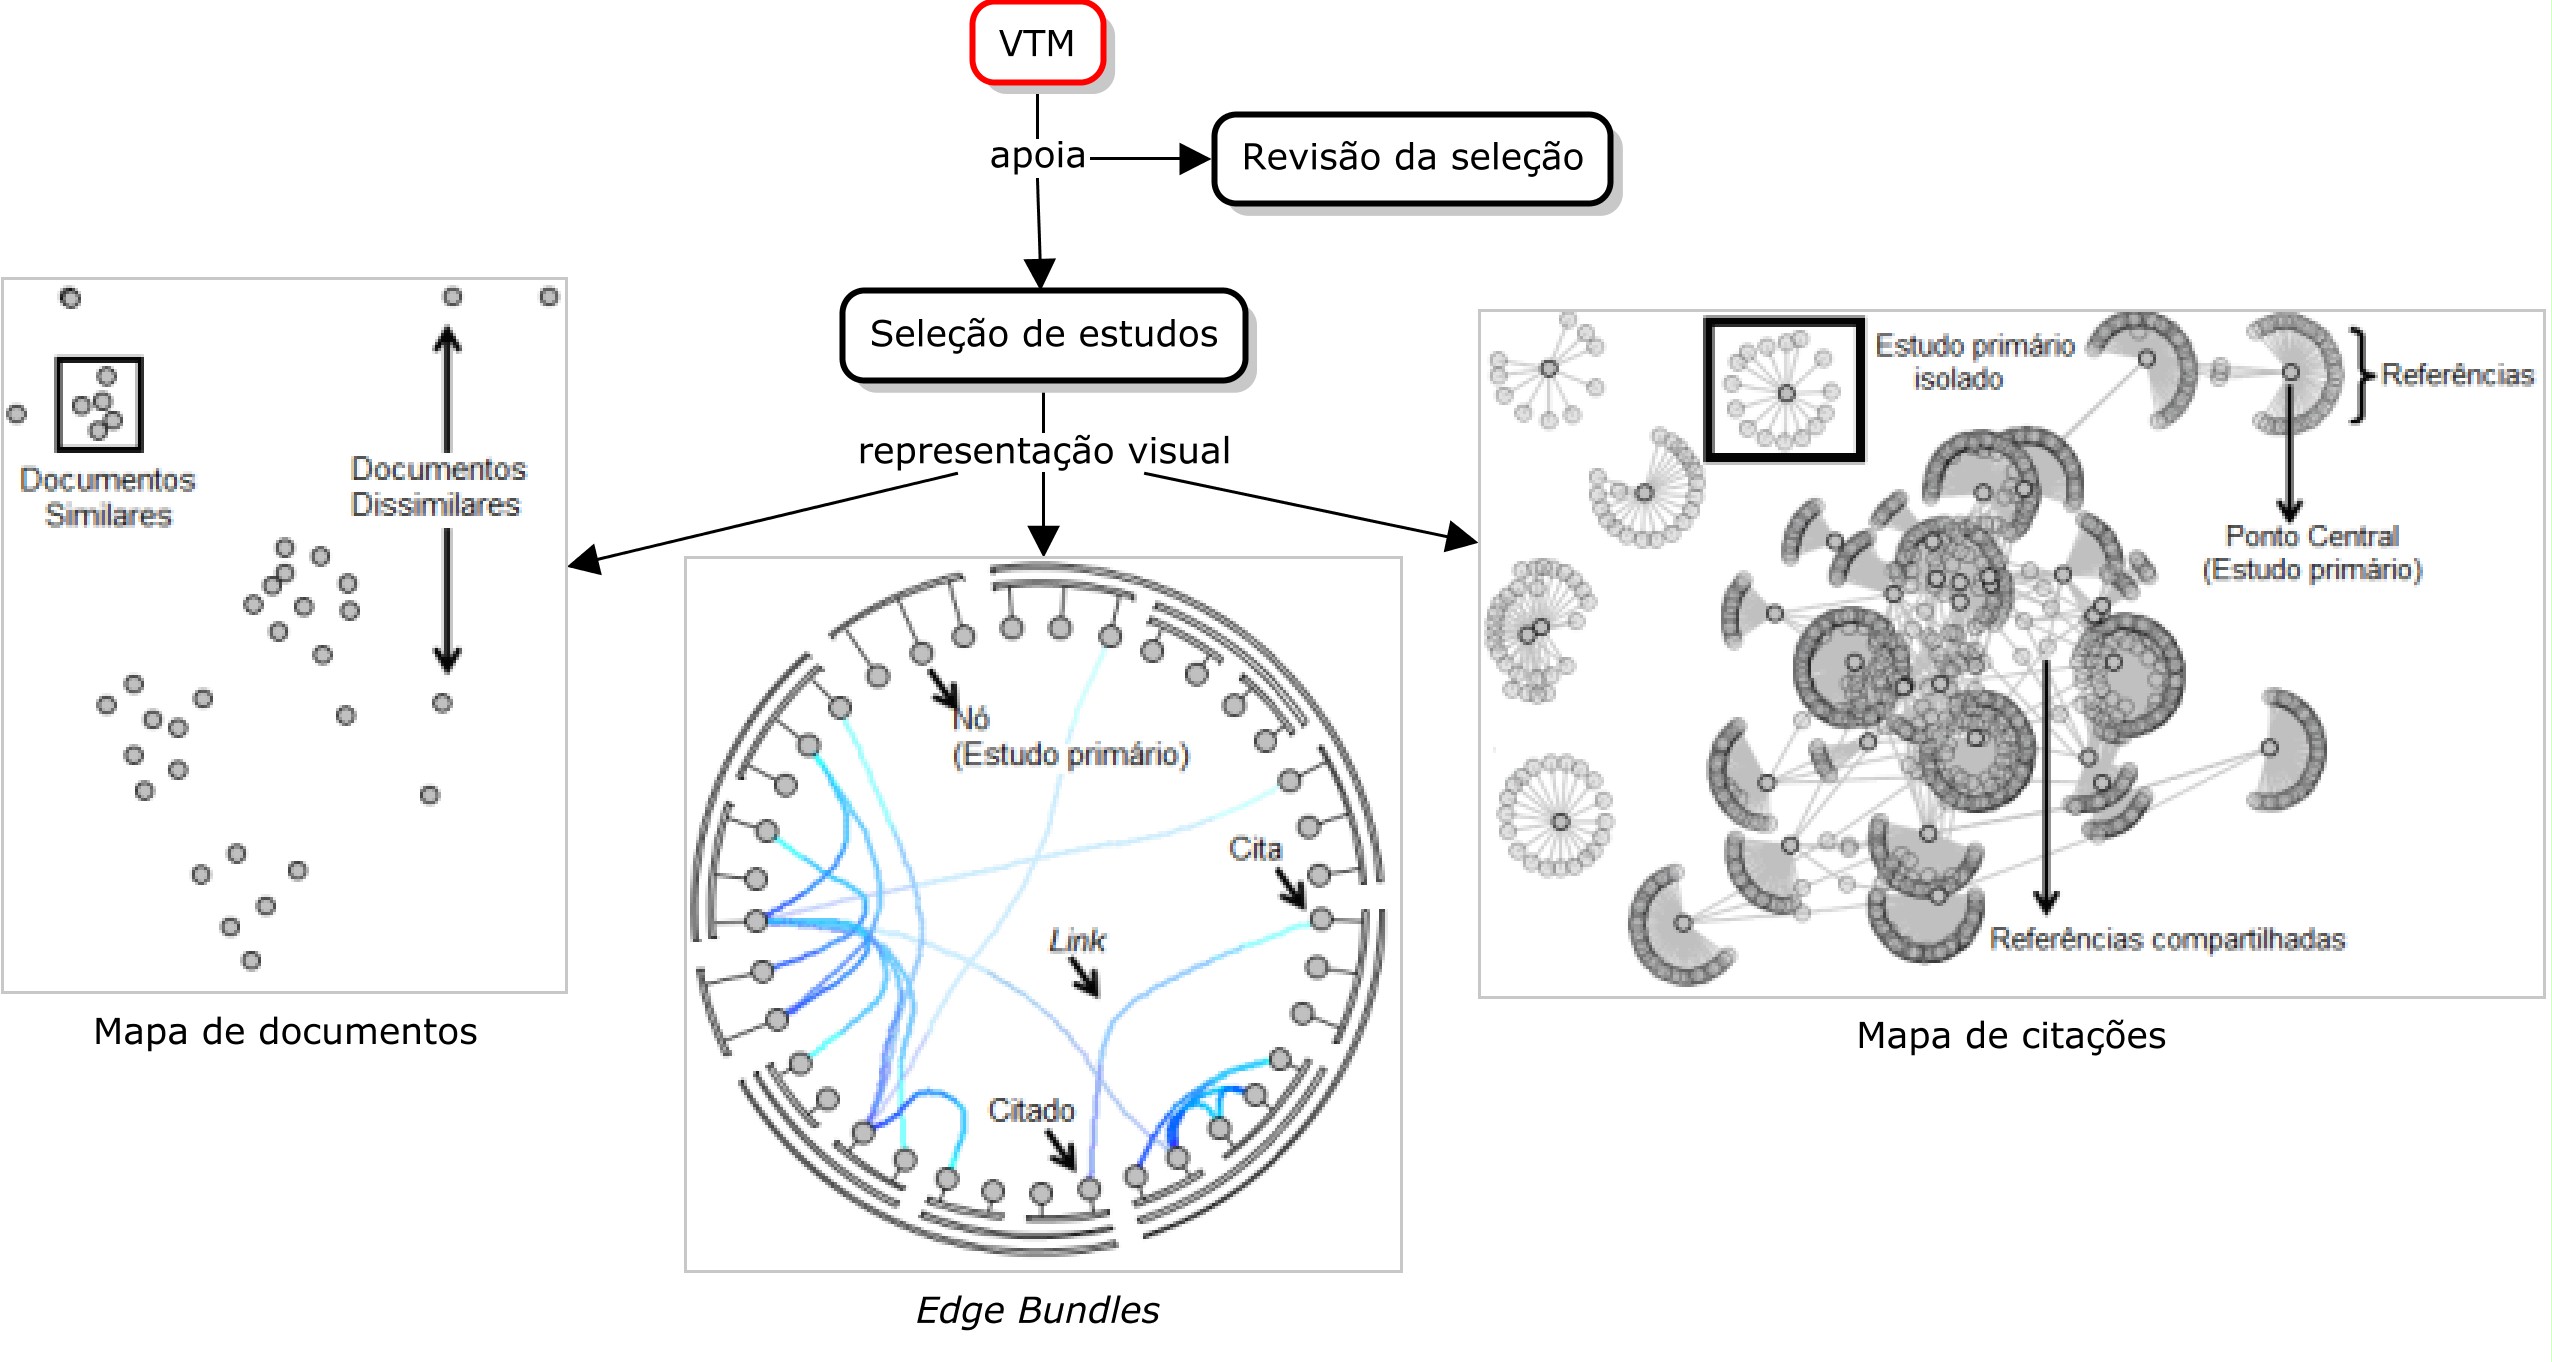 VTM
apoia
Revisão da seleção
Seleção de estudos
representação visual
Documentos
Similares
Documentos
Dissimilares
Mapa de documentos
Nó
(Estudo primário)
Cita
Link
Citado
Edge Bundles
Estudo primário
isolado
Referências
Ponto Central
(Estudo primário)
Referências compartilhadas
Mapa de citações